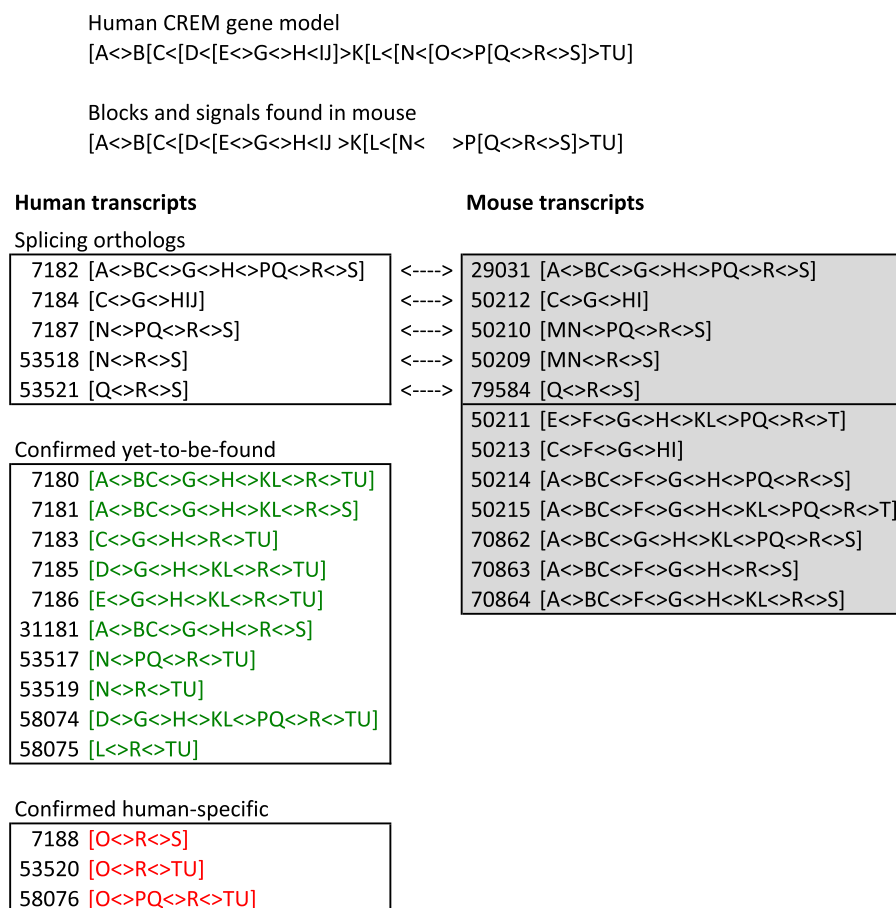 Human CREM gene model
[A<>B[C<[D<[E<>G<>H<IJ]>K[L<[N<[O<>P[Q<>R<>S]>TU]
Blocks and signals found in mouse
[A<>B[C<[D<[E<>G<>H<IJ >K[L<[N< >P[Q<>R<>S]>TU]
Human transcripts Mouse transcripts
Splicing orthologs
7182 [A<>BC<>G<>H<>PQ<>R<>S] <----> 29031 [A<>BC<>G<>H<>PQ<>R<>S]
7184 [C<>G<>HIJ] <----> 50212 [C<>G<>HI]
7187 [N<>PQ<>R<>S] <----> 50210 [MN<>PQ<>R<>S]
53518 [N<>R<>S] <----> 50209 [MN<>R<>S]
53521 [Q<>R<>S] <----> 79584 [Q<>R<>S]
50211 [E<>F<>G<>H<>KL<>PQ<>R<>T]
Confirmed yet-to-be-found 50213 [C<>F<>G<>HI]
7180 [A<>BC<>G<>H<>KL<>R<>TU] 50214 [A<>BC<>F<>G<>H<>PQ<>R<>S]
7181 [A<>BC<>G<>H<>KL<>R<>S] 50215 [A<>BC<>F<>G<>H<>KL<>PQ<>R<>T]
7183 [C<>G<>H<>R<>TU] 70862 [A<>BC<>G<>H<>KL<>PQ<>R<>S]
7185 [D<>G<>H<>KL<>R<>TU] 70863 [A<>BC<>F<>G<>H<>R<>S]
7186 [E<>G<>H<>KL<>R<>TU] 70864 [A<>BC<>F<>G<>H<>KL<>R<>S]
31181 [A<>BC<>G<>H<>R<>S]
53517 [N<>PQ<>R<>TU]
53519 [N<>R<>TU]
58074 [D<>G<>H<>KL<>PQ<>R<>TU]
58075 [L<>R<>TU]
Confirmed human-specific
7188 [O<>R<>S]
53520 [O<>R<>TU]
58076 [O<>PQ<>R<>TU]